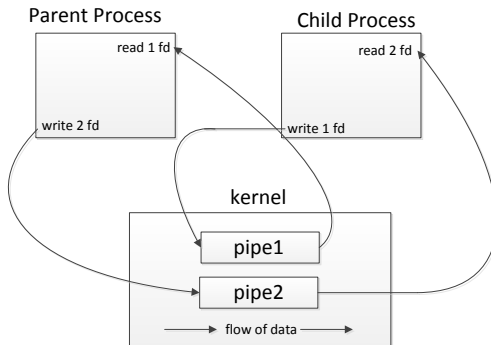 Parent Process
Child Process
read 1 fd
read 2 fd
write 2 fd
write 1 fd
kernel
pipe1
pipe2
flow of data